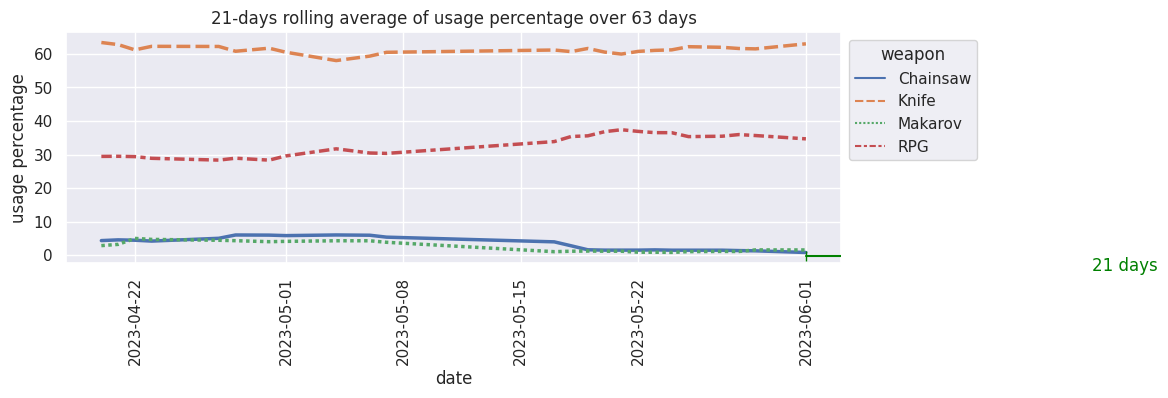 21-days rolling average of usage percentage over 63 days
usage percentage
60
50
40
30
20
10
0
2023-04-22
2023-05-01
2023-05-08
2023-05-15
2023-05-22
2023-06-01
date
weapon
Chainsaw
Knife
Makarov
RPG
21 days